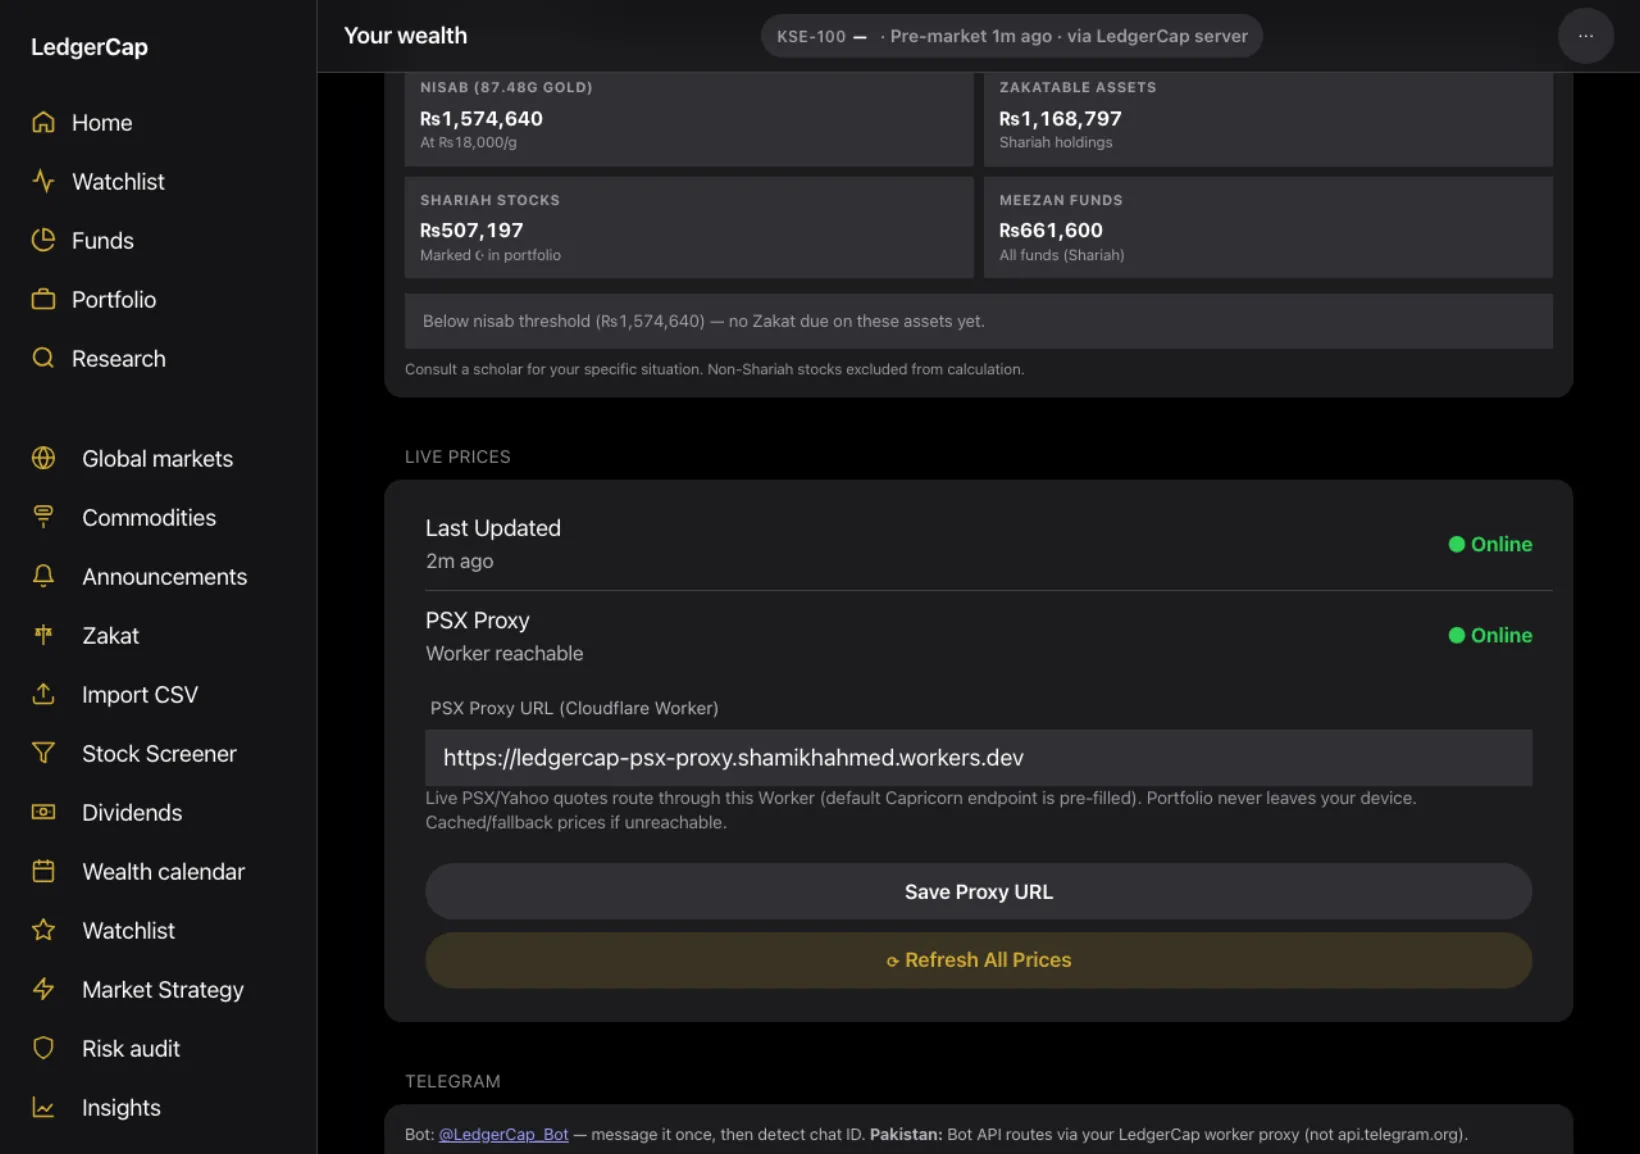 LedgerCap
Home
Watchlist
Funds
Portfolio
Research
Global markets
Commodities
Announcements
Zakat
Import CSV
Stock Screener
Dividends
Wealth calendar
Watchlist
Market Strategy
Risk audit
Insights
Your wealth
KSE-100 — · Pre-market 1m ago · via LedgerCap server
...
NISAB (87.48G GOLD)
₨1,574,640
At ₨18,000/g
ZAKATABLE ASSETS
₨1,168,797
Shariah holdings
SHARIAH STOCKS
₨507,197
Marked ☪ in portfolio
MEEZAN FUNDS
₨661,600
All funds (Shariah)
Below nisab threshold (₨1,574,640) — no Zakat due on these assets yet.
Consult a scholar for your specific situation. Non-Shariah stocks excluded from calculation.
LIVE PRICES
Last Updated
2m ago
Online
PSX Proxy
Worker reachable
Online
PSX Proxy URL (Cloudflare Worker)
https://ledgercap-psx-proxy.shamikhahmed.workers.dev
Live PSX/Yahoo quotes route through this Worker (default Capricorn endpoint is pre-filled). Portfolio never leaves your device.
Cached/fallback prices if unreachable.
Save Proxy URL
⟳ Refresh All Prices
TELEGRAM
Bot: @LedgerCap_Bot — message it once, then detect chat ID. Pakistan: Bot API routes via your LedgerCap worker proxy (not api.telegram.org).